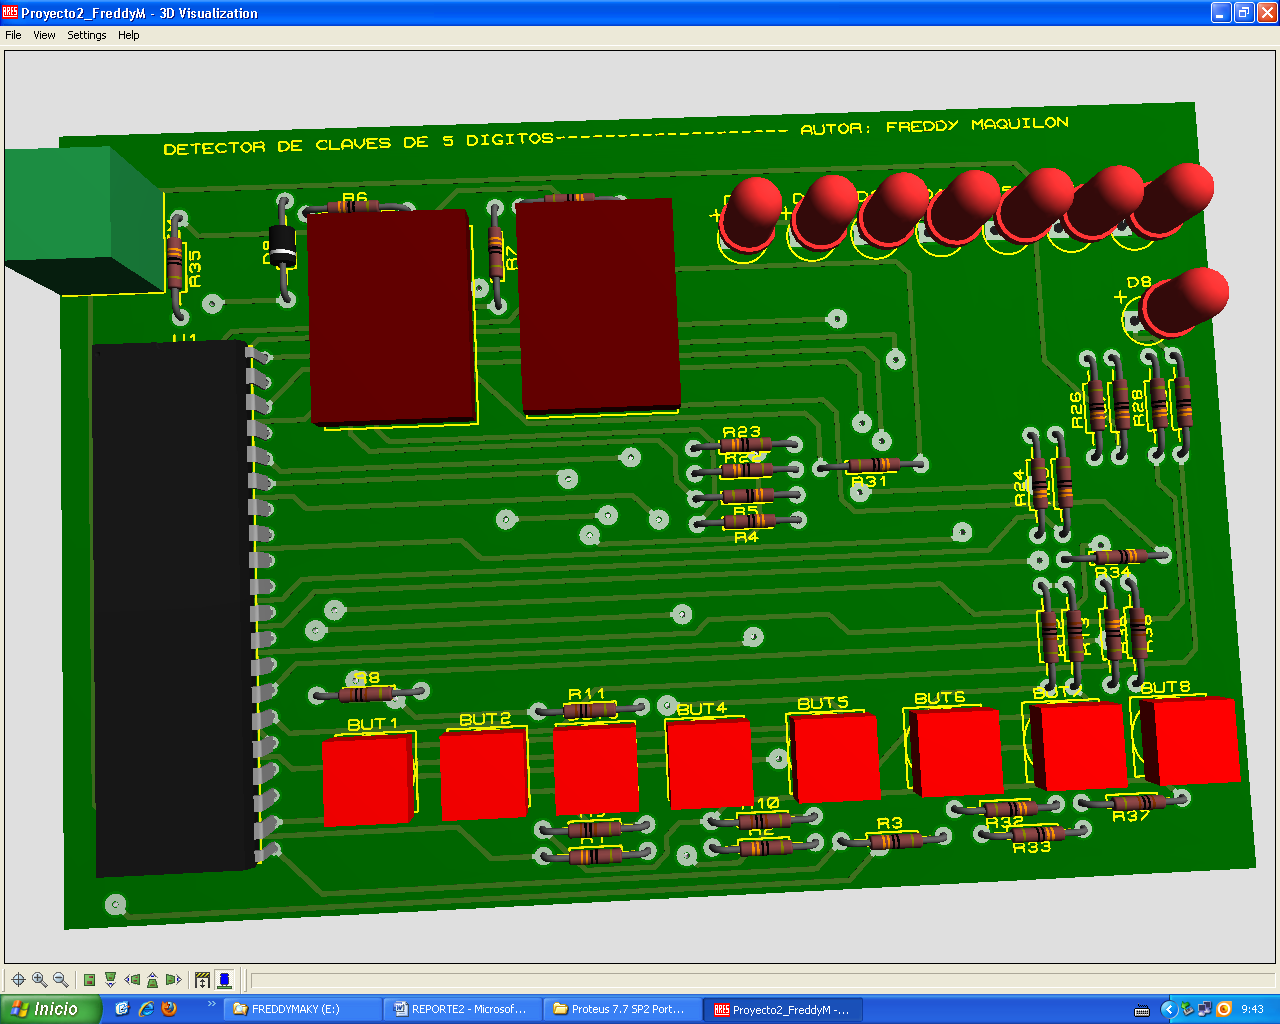 ARES Proyecto2_FreddyM - 3D Visualization
File View Settings Help
DETECTOR DE CLAVES DE 5 DIGITOS------------------- AUTOR: FREDDY MAQUILON
R6
R7
R35
U1
D8
R26
R28
R23
R31
R5
R4
R24
R34
R8
R11
BUT1
BUT2
BUT4
BUT5
BUT6
BUT8
R3
R32
R33
R37
Inicio
FREDDYMAKY (E:)
REPORTE2 - Microsof...
Proteus 7.7 SP2 Port...
ARES Proyecto2_FreddyM -...
9:43